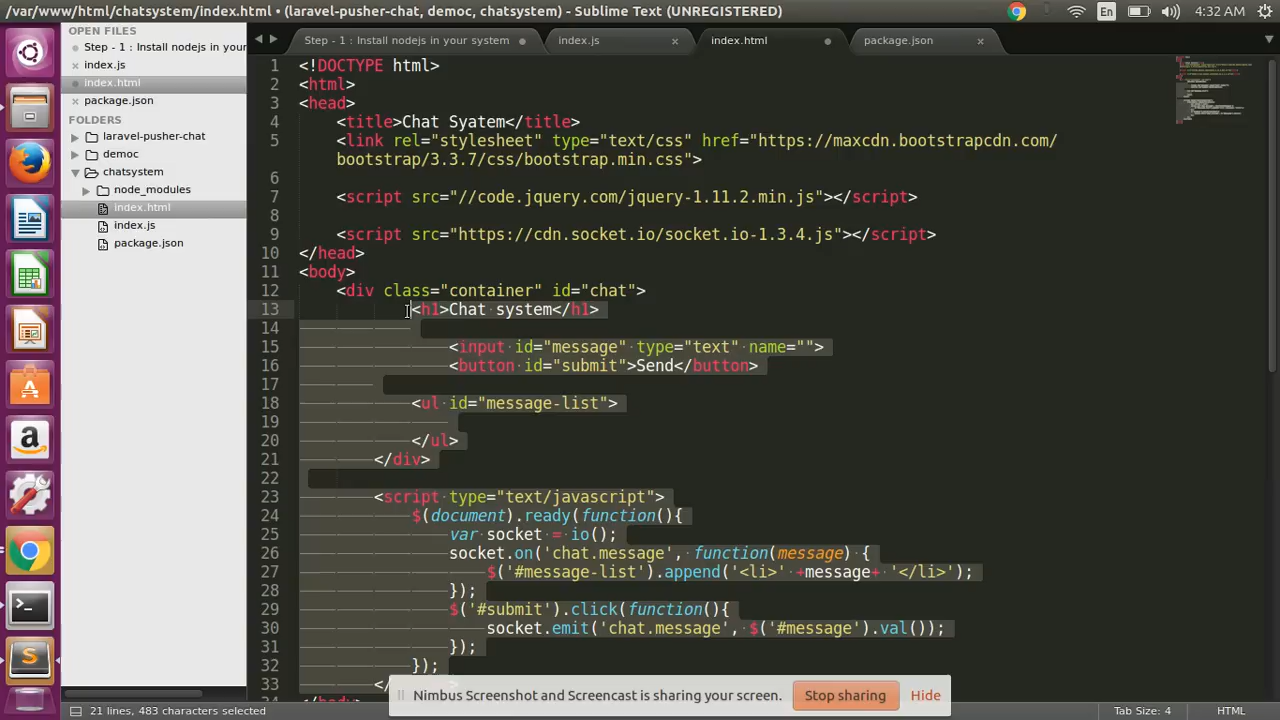 /var/www/html/chatsystem/index.html • (laravel-pusher-chat, democ, chatsystem) - Sublime Text (UNREGISTERED)
En
4:32 AM
OPEN FILES
Step - 1 : Install nodejs in your
index.js
index.html
package.json
FOLDERS
laravel-pusher-chat
democ
chatsystem
node_modules
index.html
index.js
package.json
Step - 1 : Install nodejs in your system
index.js
index.html
package.json
1 <!DOCTYPE html>
2 <html>
3 <head>
4 <title>Chat Syatem</title>
5 <link rel="stylesheet" type="text/css" href="https://maxcdn.bootstrapcdn.com/
bootstrap/3.3.7/css/bootstrap.min.css">
6
7 <script src="//code.jquery.com/jquery-1.11.2.min.js"></script>
8
9 <script src="https://cdn.socket.io/socket.io-1.3.4.js"></script>
10 </head>
11 <body>
12 <div class="container" id="chat">
13 <h1>Chat system</h1>
14
15 <input id="message" type="text" name="">
16 <button id="submit">Send</button>
17
18 <ul id="message-list">
19
20 </ul>
21 </div>
22
23 <script type="text/javascript">
24 $(document).ready(function(){
25 var socket = io();
26 socket.on('chat.message', function(message) {
27 $('#message-list').append('<li>' +message+ '</li>');
28 });
29 $('#submit').click(function(){
30 socket.emit('chat.message', $('#message').val());
31 });
32 });
33 </
Nimbus Screenshot and Screencast is sharing your screen.
Stop sharing
Hide
21 lines, 483 characters selected
Tab Size: 4
HTML